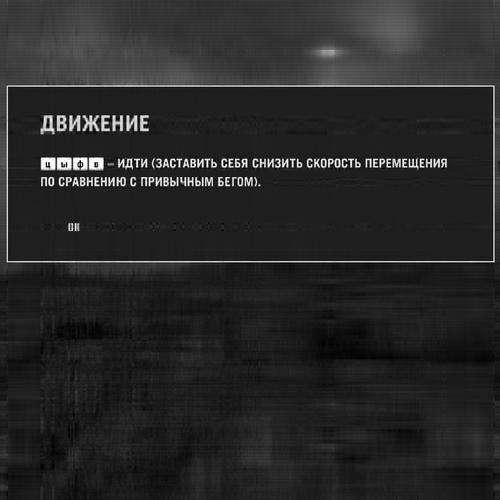 ДВИЖЕНИЕ
ц ы ф в – ИДТИ (ЗАСТАВИТЬ СЕБЯ СНИЗИТЬ СКОРОСТЬ ПЕРЕМЕЩЕНИЯ
ПО СРАВНЕНИЮ С ПРИВЫЧНЫМ БЕГОМ).
ОК